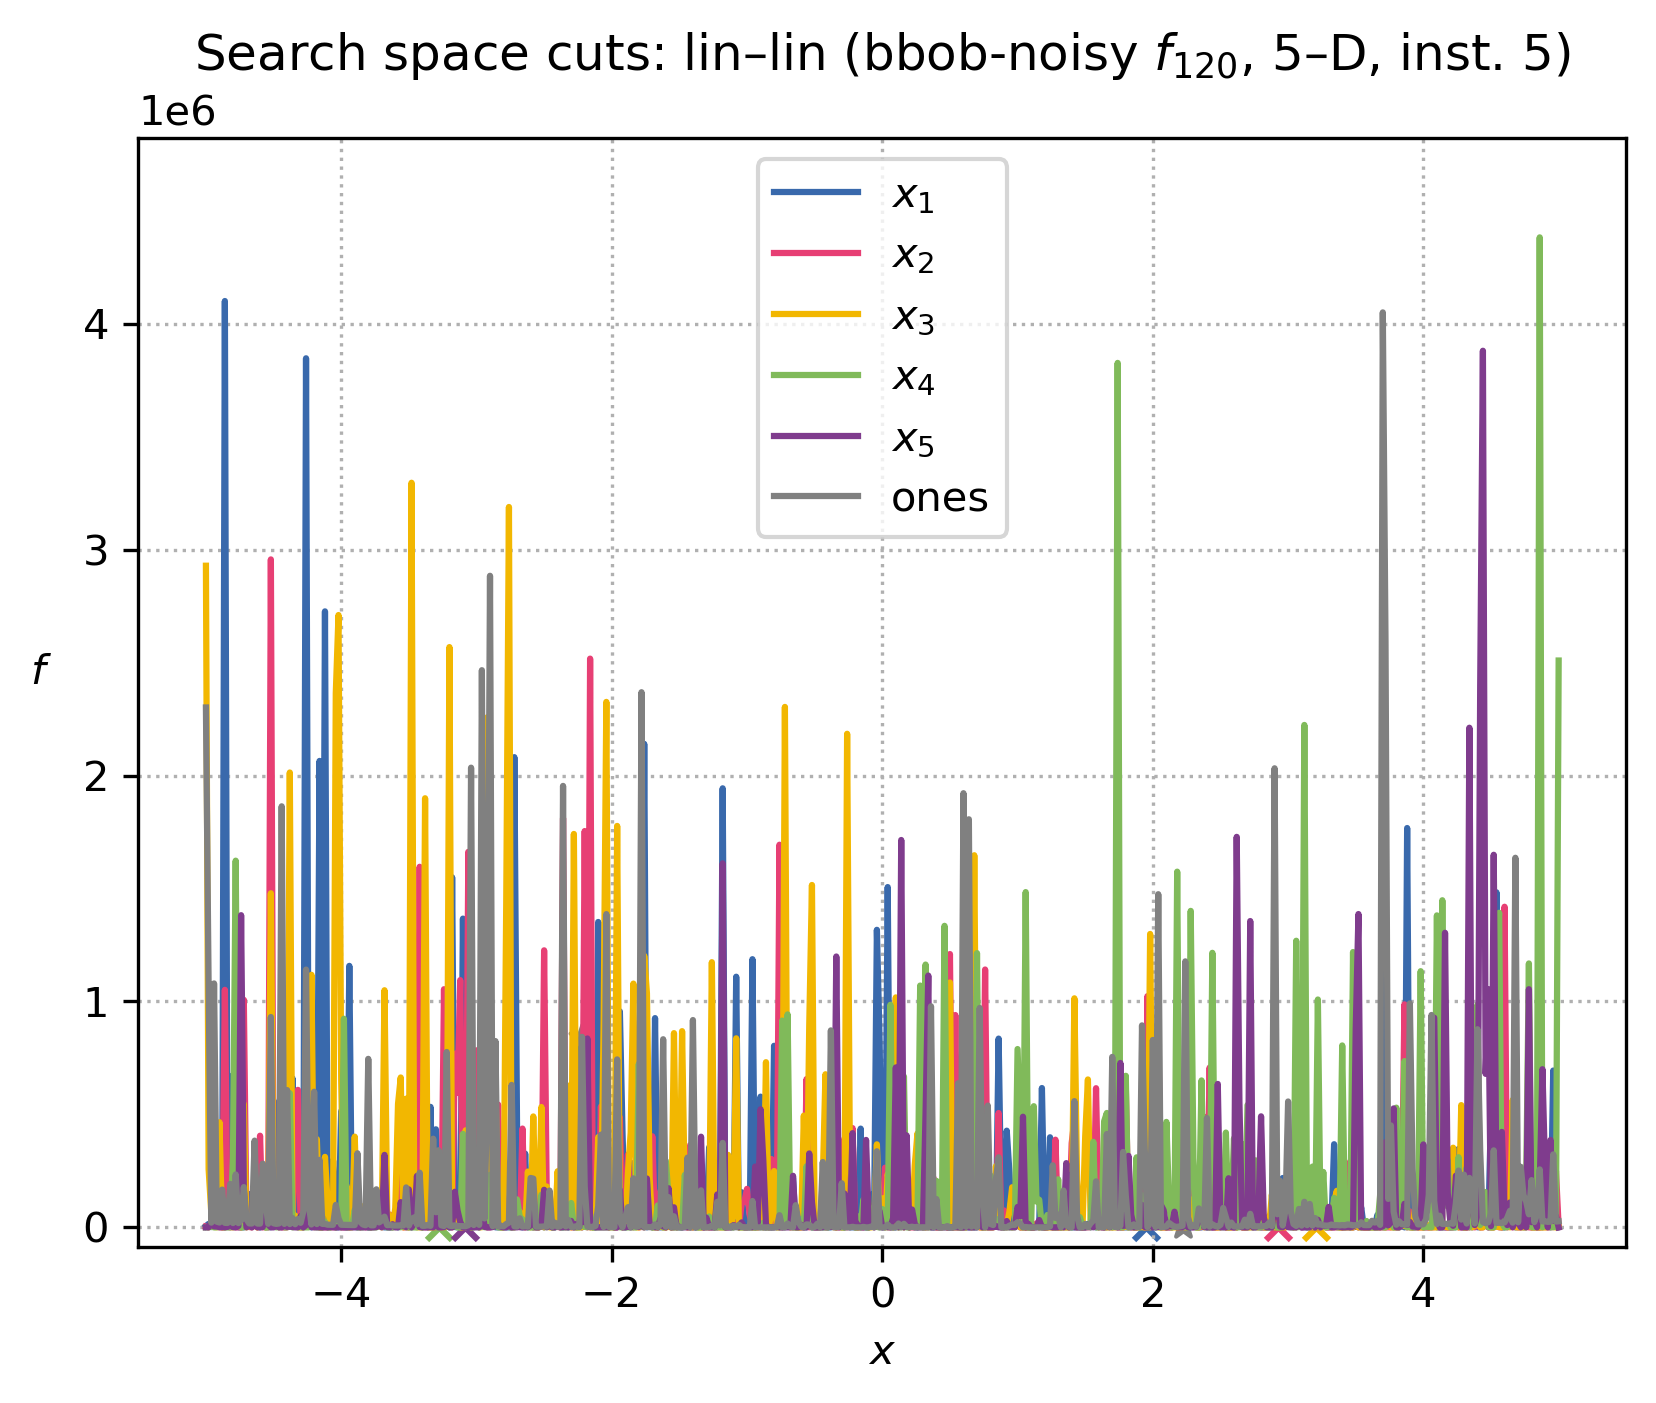 Search space cuts: lin–lin (bbob-noisy f₁₂₀, 5–D, inst. 5)
1e6
x₁
x₂
x₃
x₄
x₅
ones
4
3
2
1
0
f
−4 −2 0 2 4
x